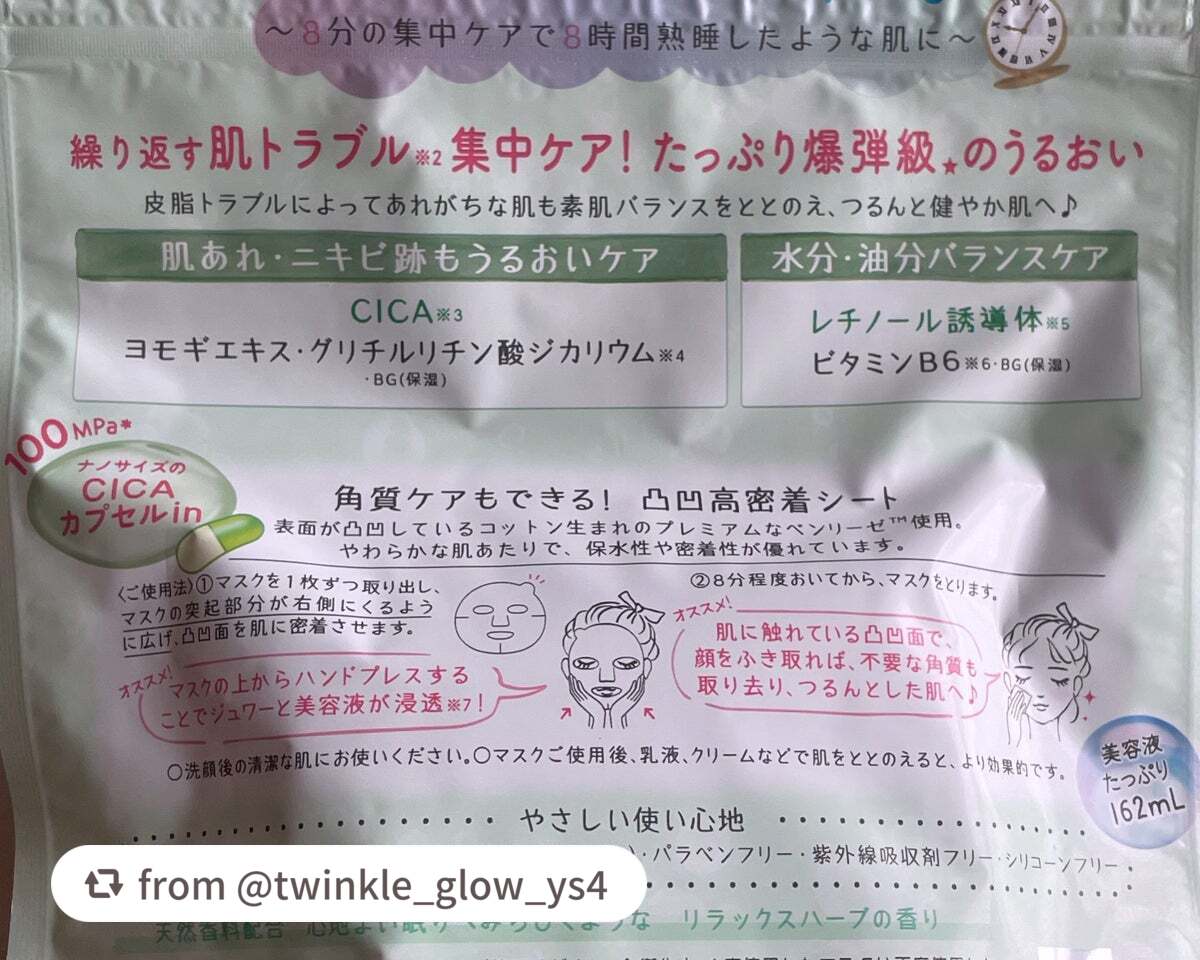 ～8分の集中ケアで8時間熟睡したような肌に～
繰り返す肌トラブル※2集中ケア！たっぷり爆弾級★のうるおい
皮脂トラブルによってあれがちな肌も素肌バランスをととのえ、つるんと健やか肌へ♪
肌あれ・ニキビ跡もうるおいケア
CICA※3
ヨモギエキス・グリチルリチン酸ジカリウム※4
・BG(保湿)
水分・油分バランスケア
レチノール誘導体※5
ビタミンB6※6・BG(保湿)
100MPa*
ナノサイズの
CICA
カプセルin
角質ケアもできる！ 凸凹高密着シート
表面が凸凹しているコットン生まれのプレミアムなベンリーゼ™使用。
やわらかな肌あたりで、保水性や密着性が優れています。
〈ご使用法〉①マスクを1枚ずつ取り出し、
マスクの突起部分が右側にくるよう
に広げ、凸凹面を肌に密着させます。
オススメ！
マスクの上からハンドプレスする
ことでジュワーと美容液が浸透※7！
②8分程度おいてから、マスクをとります。
オススメ！
肌に触れている凸凹面で、
顔をふき取れば、不要な角質も
取り去り、つるんとした肌へ♪
○洗顔後の清潔な肌にお使いください。○マスクご使用後、乳液、クリームなどで肌をととのえると、より効果的です。
美容液
たっぷり
162mL
やさしい使い心地
・パラベンフリー・紫外線吸収剤フリー・シリコーンフリー・
from @twinkle_glow_ys4
天然香料配合 心地よい眠りへみちびくような リラックスハーブの香り